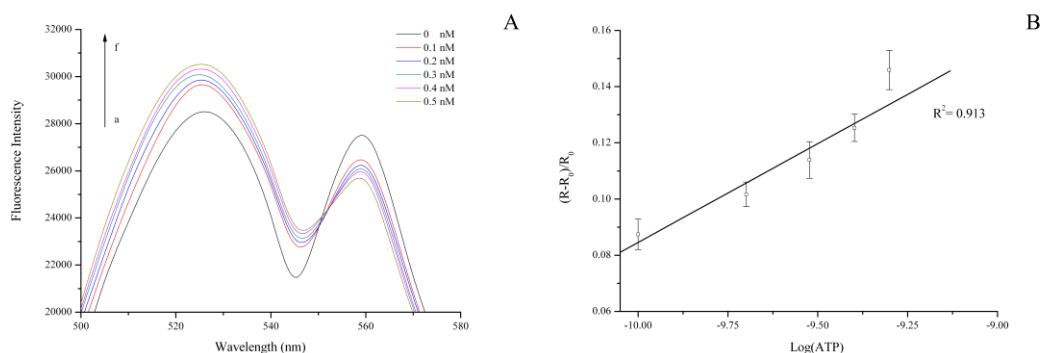 A
32000
30000
28000
26000
24000
22000
20000
f
a
0 nM
0.1 nM
0.2 nM
0.3 nM
0.4 nM
0.5 nM
Fluorescence Intensity
500 520 540 560 580
Wavelength (nm)
B
0.16
0.14
0.12
0.10
0.08
0.06
(R-R₀)/R₀
R²= 0.913
-10.00 -9.75 -9.50 -9.25 -9.00
Log(ATP)